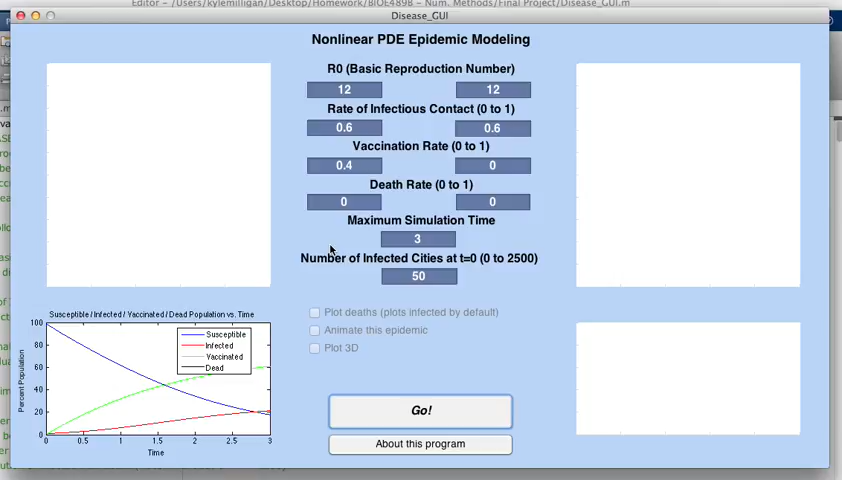 Editor - /Users/kylemilligan/Desktop/Homework/BIOE489B - Num. Methods/Final Project/Disease_GUI.m
Disease_GUI
Nonlinear PDE Epidemic Modeling
R0 (Basic Reproduction Number)
12 12
Rate of Infectious Contact (0 to 1)
0.6 0.6
Vaccination Rate (0 to 1)
0.4 0
Death Rate (0 to 1)
0 0
Maximum Simulation Time
3
Number of Infected Cities at t=0 (0 to 2500)
50
Plot deaths (plots infected by default)
Animate this epidemic
Plot 3D
Go!
About this program
Susceptible / Infected / Vaccinated / Dead Population vs. Time
Susceptible
Infected
Vaccinated
Dead
Percent Population
100
80
60
40
20
0
0 0.5 1 1.5 2 2.5 3
Time